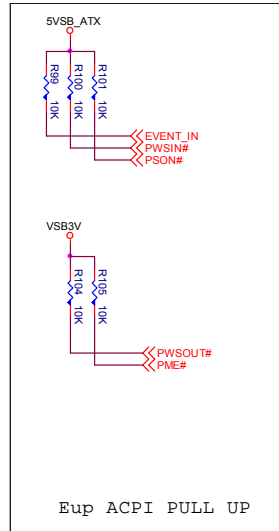 5VSB_ATX
R99 10K
R100 10K
R101 10K
EVENT_IN
PWSIN#
PSON#
VSB3V
R104 10K
R105 10K
PWSOUT#
PME#
Eup ACPI PULL UP